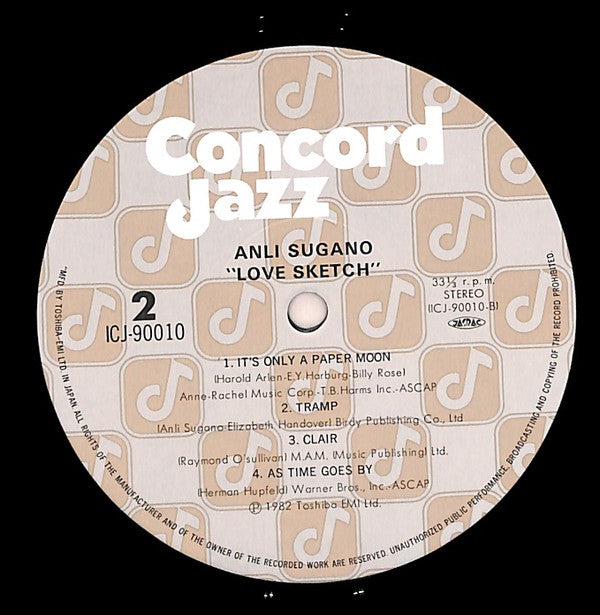 Concord
Jazz
ANLI SUGANO
"LOVE SKETCH"
2
ICJ-90010
33⅓ r.p.m.
STEREO
(ICJ-90010-B)
JASRAC
1. IT'S ONLY A PAPER MOON
(Harold Arlen-E.Y. Harburg-Billy Rose)
Anne-Rachel Music Corp.-T.B. Harms Inc.-ASCAP
2. TRAMP
(Anli Sugano-Elizabeth Handover) Birdy Publishing Co., Ltd
3. CLAIR
(Raymond O'sullivan) M.A.M. (Music Publishing) Ltd.
4. AS TIME GOES BY
(Herman Hupfeld) Warner Bros., Inc.-ASCAP
Ⓟ 1982 Toshiba EMI Ltd.
"MFD. BY TOSHIBA-EMI LTD. IN JAPAN ALL RIGHTS OF THE MANUFACTURER AND OF THE OWNER OF THE RECORDED WORK ARE RESERVED. UNAUTHORIZED PUBLIC PERFORMANCE, BROADCASTING AND COPYING OF THE RECORD PROHIBITED.